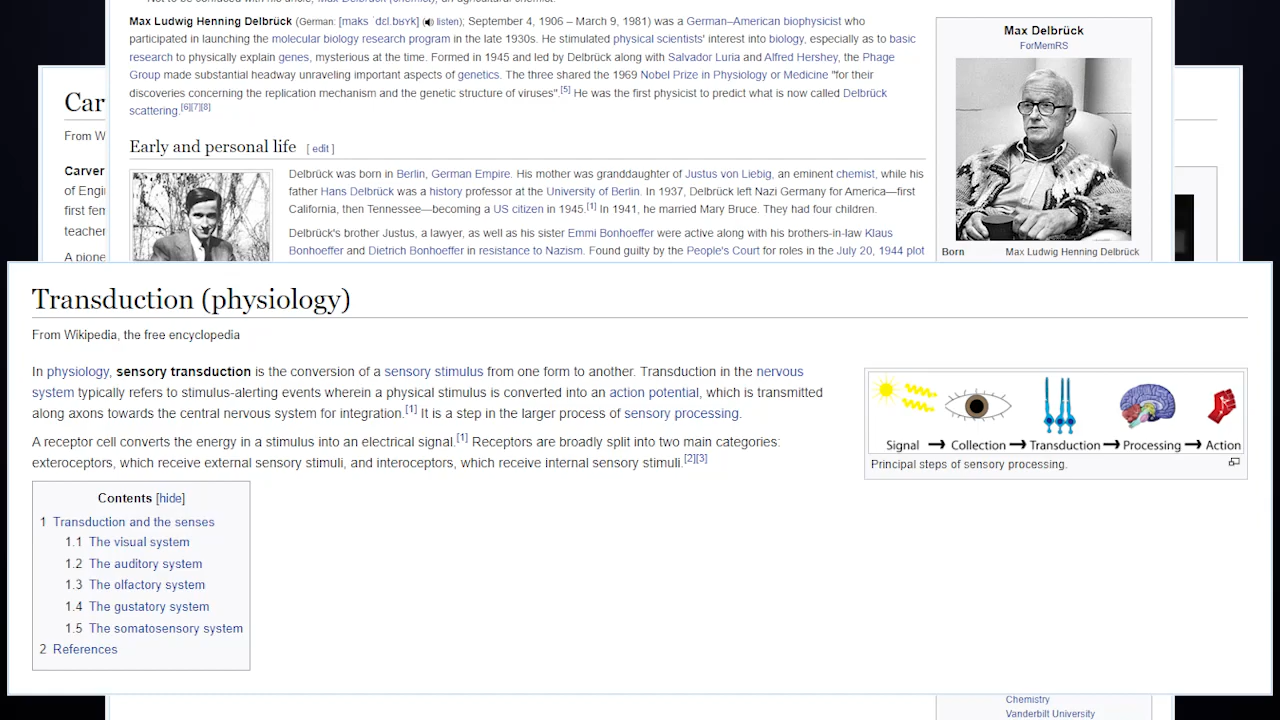 Not to be confused with his uncle, Max Delbrück (chemist), an agricultural chemist.
Max Ludwig Henning Delbrück (German: [maks ˈdɛl.bʁʏk] ( listen); September 4, 1906 – March 9, 1981) was a German–American biophysicist who
participated in launching the molecular biology research program in the late 1930s. He stimulated physical scientists' interest into biology, especially as to basic
research to physically explain genes, mysterious at the time. Formed in 1945 and led by Delbrück along with Salvador Luria and Alfred Hershey, the Phage
Group made substantial headway unraveling important aspects of genetics. The three shared the 1969 Nobel Prize in Physiology or Medicine "for their
discoveries concerning the replication mechanism and the genetic structure of viruses".[5] He was the first physicist to predict what is now called Delbrück
scattering.[6][7][8]
Max Delbrück
ForMemRS
Born Max Ludwig Henning Delbrück
Early and personal life [ edit ]
Delbrück was born in Berlin, German Empire. His mother was granddaughter of Justus von Liebig, an eminent chemist, while his
father Hans Delbrück was a history professor at the University of Berlin. In 1937, Delbrück left Nazi Germany for America—first
California, then Tennessee—becoming a US citizen in 1945.[1] In 1941, he married Mary Bruce. They had four children.
Delbrück's brother Justus, a lawyer, as well as his sister Emmi Bonhoeffer were active along with his brothers-in-law Klaus
Bonhoeffer and Dietrich Bonhoeffer in resistance to Nazism. Found guilty by the People's Court for roles in the July 20, 1944 plot
Car
From W
Carver
of Engi
first fem
teacher
A pione
Transduction (physiology)
From Wikipedia, the free encyclopedia
In physiology, sensory transduction is the conversion of a sensory stimulus from one form to another. Transduction in the nervous
system typically refers to stimulus-alerting events wherein a physical stimulus is converted into an action potential, which is transmitted
along axons towards the central nervous system for integration.[1] It is a step in the larger process of sensory processing.
A receptor cell converts the energy in a stimulus into an electrical signal.[1] Receptors are broadly split into two main categories:
exteroceptors, which receive external sensory stimuli, and interoceptors, which receive internal sensory stimuli.[2][3]
Signal → Collection → Transduction → Processing → Action
Principal steps of sensory processing.
Contents [hide]
1 Transduction and the senses
1.1 The visual system
1.2 The auditory system
1.3 The olfactory system
1.4 The gustatory system
1.5 The somatosensory system
2 References
Chemistry
Vanderbilt University